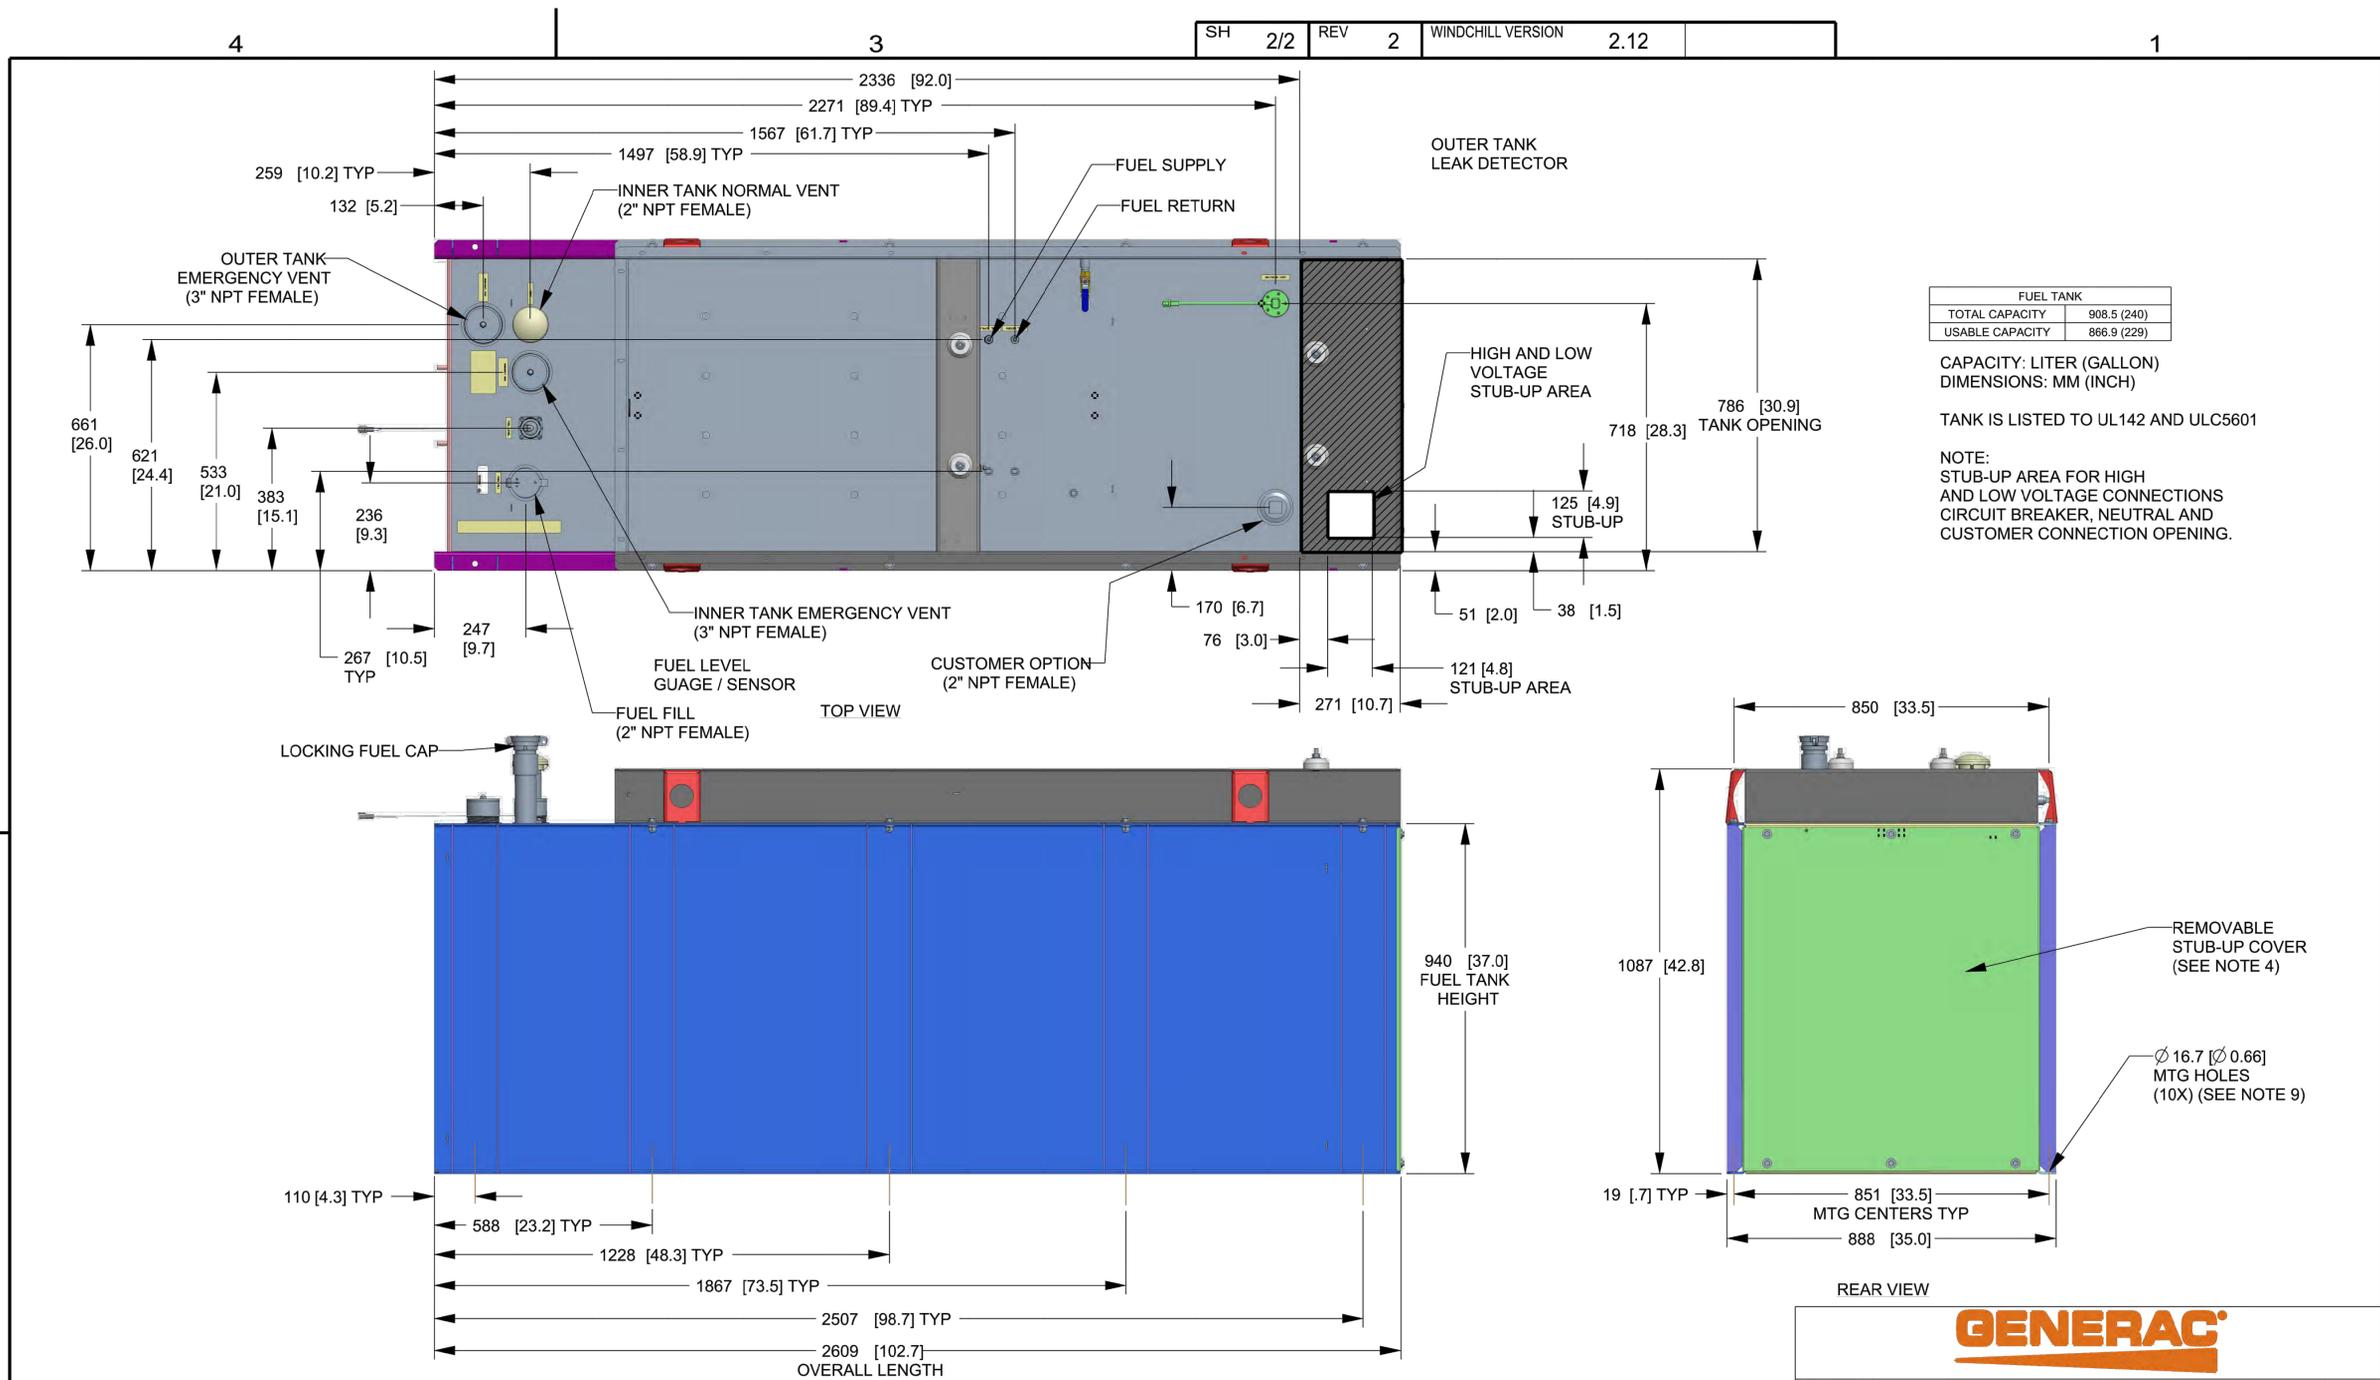 4
3
SH 2/2
REV 2
WINDCHILL VERSION 2.12
1
2336 [92.0]
2271 [89.4] TYP
1567 [61.7] TYP
1497 [58.9] TYP
259 [10.2] TYP
132 [5.2]
INNER TANK NORMAL VENT
(2" NPT FEMALE)
FUEL SUPPLY
FUEL RETURN
OUTER TANK
LEAK DETECTOR
OUTER TANK
EMERGENCY VENT
(3" NPT FEMALE)
661
[26.0]
621
[24.4]
533
[21.0]
383
[15.1]
236
[9.3]
267 [10.5]
TYP
247
[9.7]
INNER TANK EMERGENCY VENT
(3" NPT FEMALE)
FUEL LEVEL
GUAGE / SENSOR
FUEL FILL
(2" NPT FEMALE)
TOP VIEW
CUSTOMER OPTION
(2" NPT FEMALE)
HIGH AND LOW
VOLTAGE
STUB-UP AREA
125 [4.9]
STUB-UP
718 [28.3]
786 [30.9]
TANK OPENING
170 [6.7]
76 [3.0]
51 [2.0]
38 [1.5]
121 [4.8]
STUB-UP AREA
271 [10.7]
FUEL TANK
TOTAL CAPACITY 908.5 (240)
USABLE CAPACITY 866.9 (229)
CAPACITY: LITER (GALLON)
DIMENSIONS: MM (INCH)
TANK IS LISTED TO UL142 AND ULC5601
NOTE:
STUB-UP AREA FOR HIGH
AND LOW VOLTAGE CONNECTIONS
CIRCUIT BREAKER, NEUTRAL AND
CUSTOMER CONNECTION OPENING.
LOCKING FUEL CAP
940 [37.0]
FUEL TANK
HEIGHT
110 [4.3] TYP
588 [23.2] TYP
1228 [48.3] TYP
1867 [73.5] TYP
2507 [98.7] TYP
2609 [102.7]
OVERALL LENGTH
850 [33.5]
1087 [42.8]
REMOVABLE
STUB-UP COVER
(SEE NOTE 4)
Ø 16.7 [Ø 0.66]
MTG HOLES
(10X) (SEE NOTE 9)
19 [.7] TYP
851 [33.5]
MTG CENTERS TYP
888 [35.0]
REAR VIEW
GENERAC